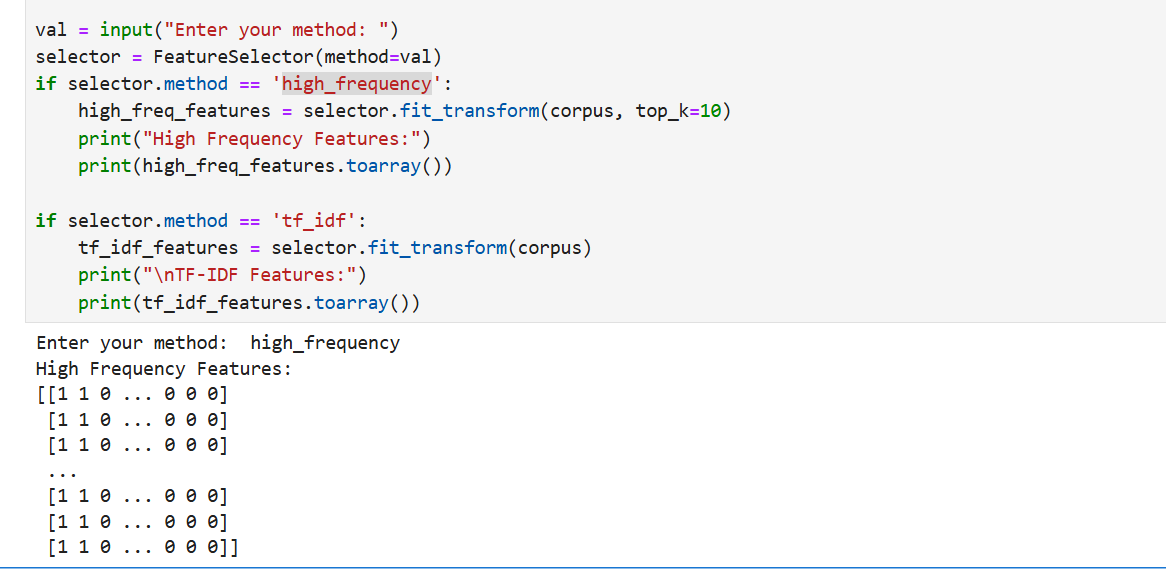 val = input("Enter your method: ")
selector = FeatureSelector(method=val)
if selector.method == 'high_frequency':
    high_freq_features = selector.fit_transform(corpus, top_k=10)
    print("High Frequency Features:")
    print(high_freq_features.toarray())

if selector.method == 'tf_idf':
    tf_idf_features = selector.fit_transform(corpus)
    print("\nTF-IDF Features:")
    print(tf_idf_features.toarray())
Enter your method:  high_frequency
High Frequency Features:
[[1 1 0 ... 0 0 0]
 [1 1 0 ... 0 0 0]
 [1 1 0 ... 0 0 0]
 ...
 [1 1 0 ... 0 0 0]
 [1 1 0 ... 0 0 0]
 [1 1 0 ... 0 0 0]]